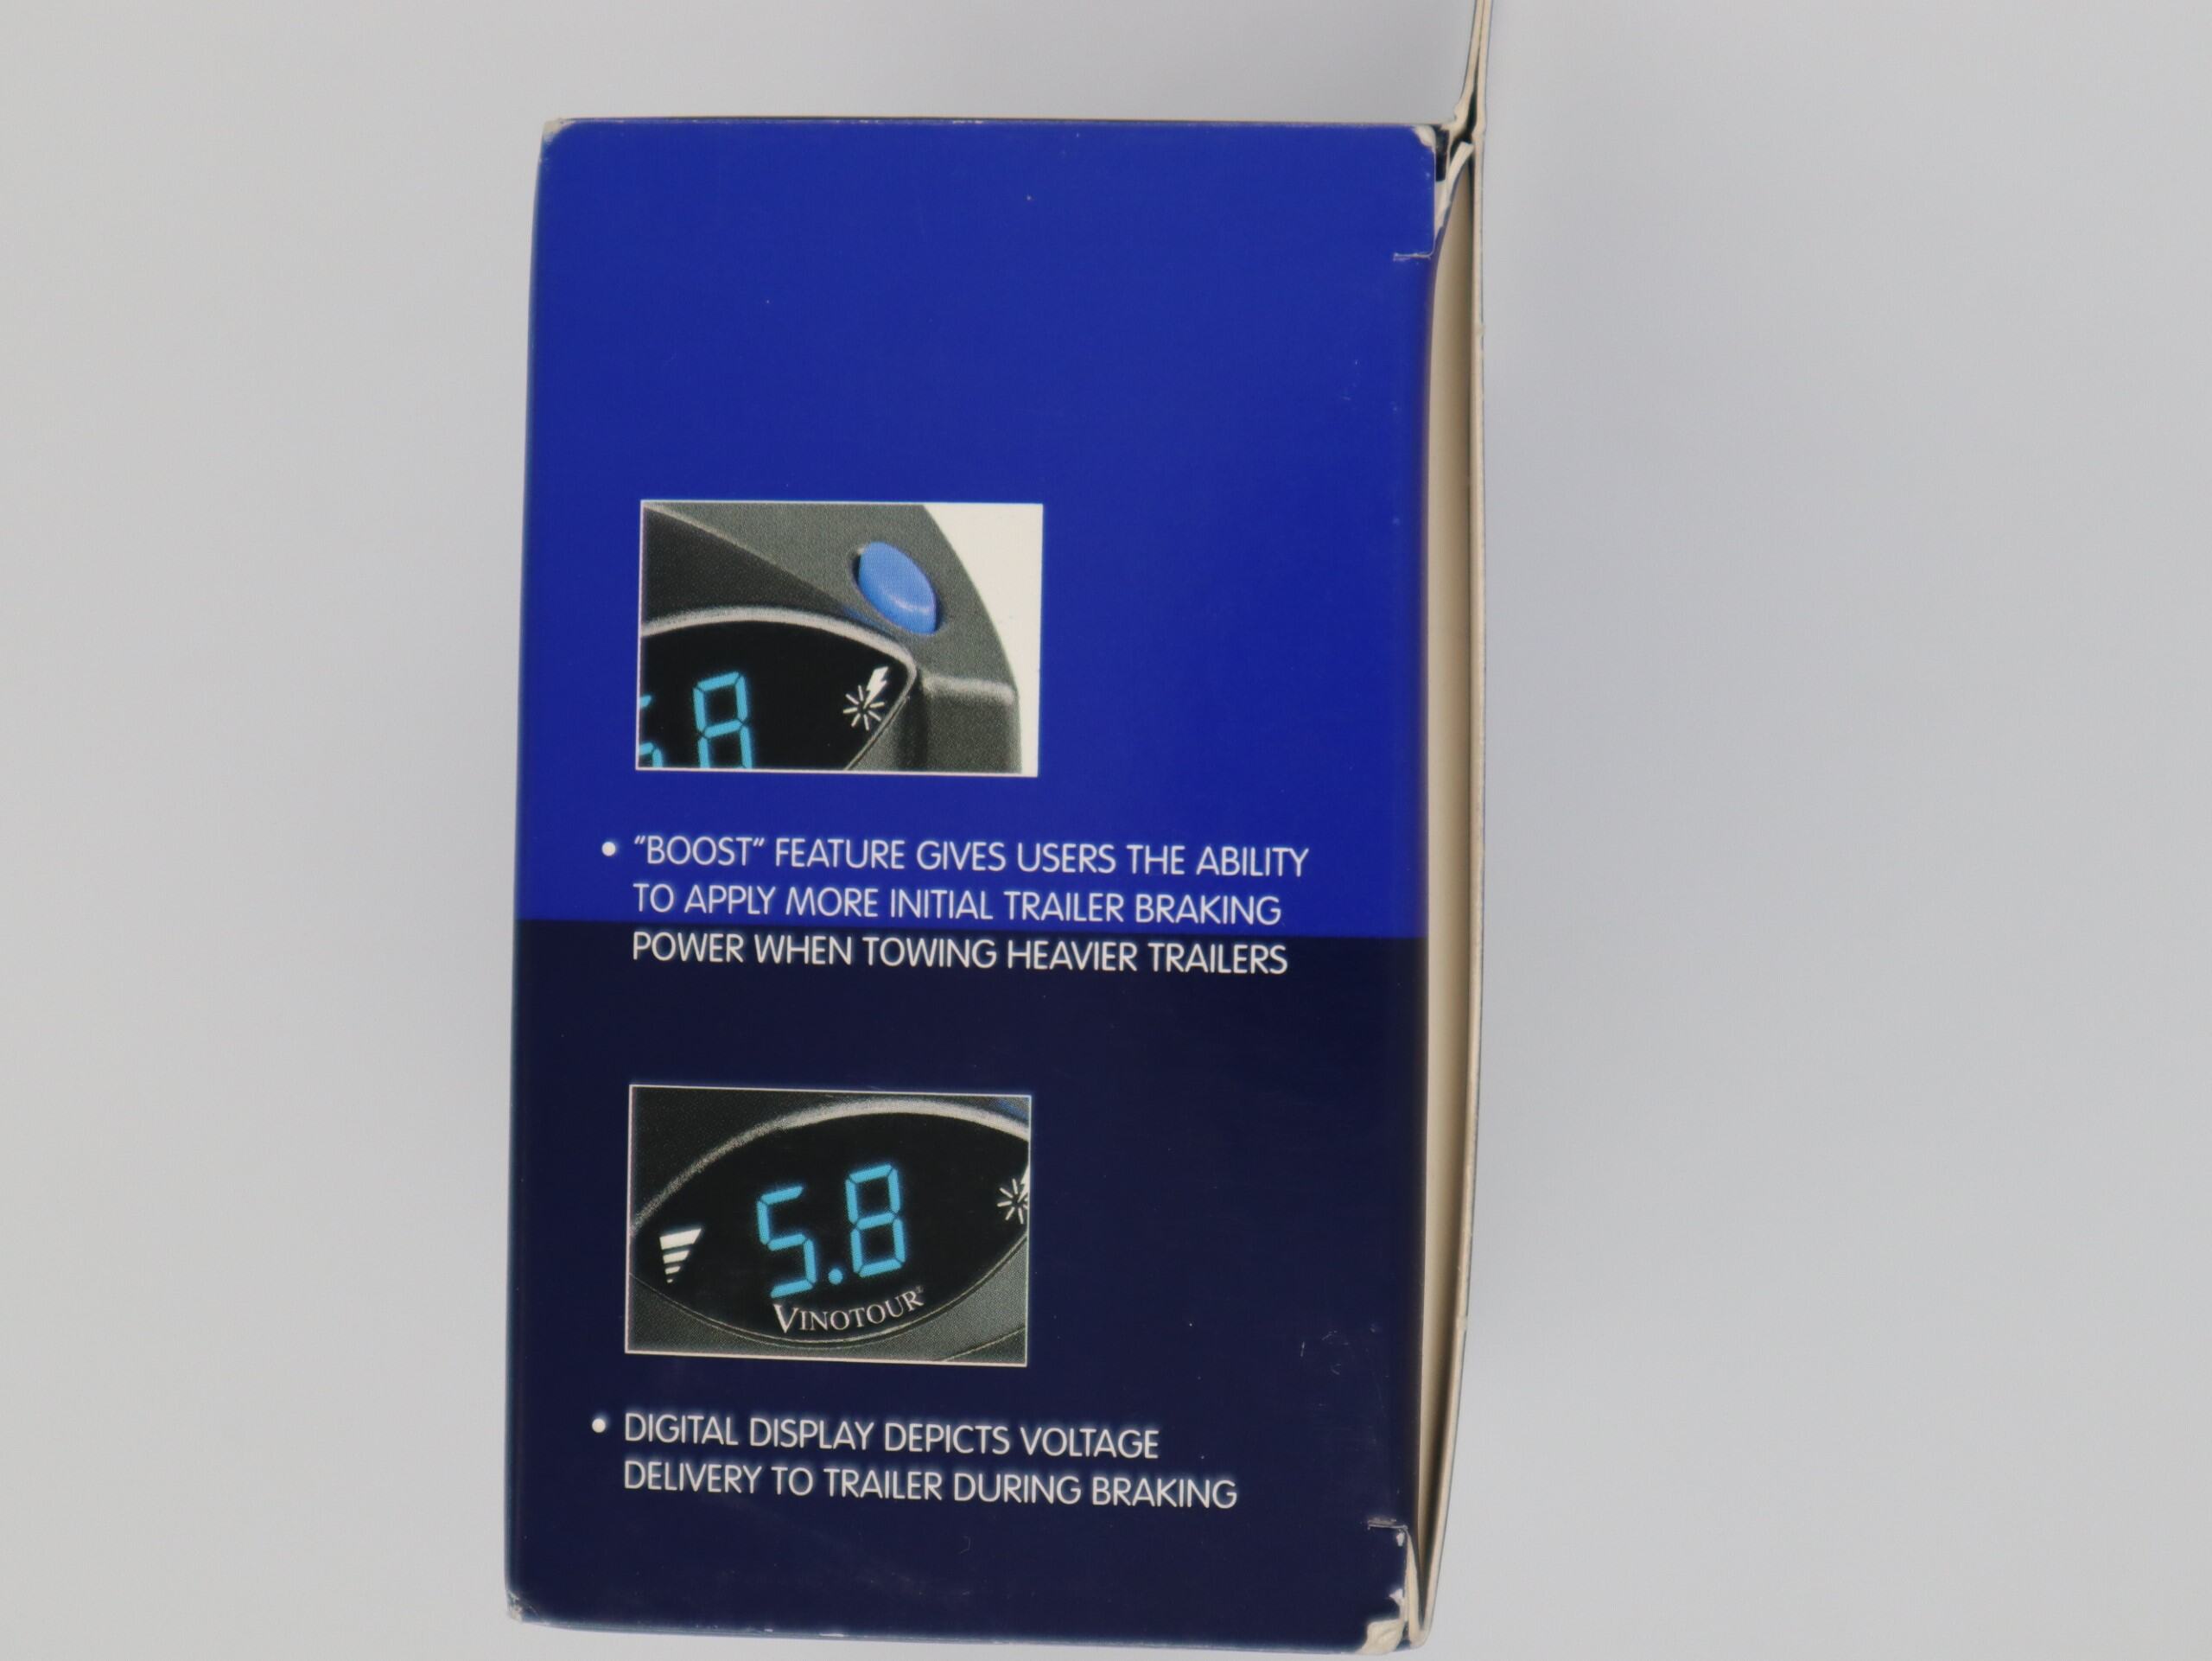 5.8
• "BOOST" FEATURE GIVES USERS THE ABILITY
TO APPLY MORE INITIAL TRAILER BRAKING
POWER WHEN TOWING HEAVIER TRAILERS
5.8
VINOTOUR®
• DIGITAL DISPLAY DEPICTS VOLTAGE
DELIVERY TO TRAILER DURING BRAKING